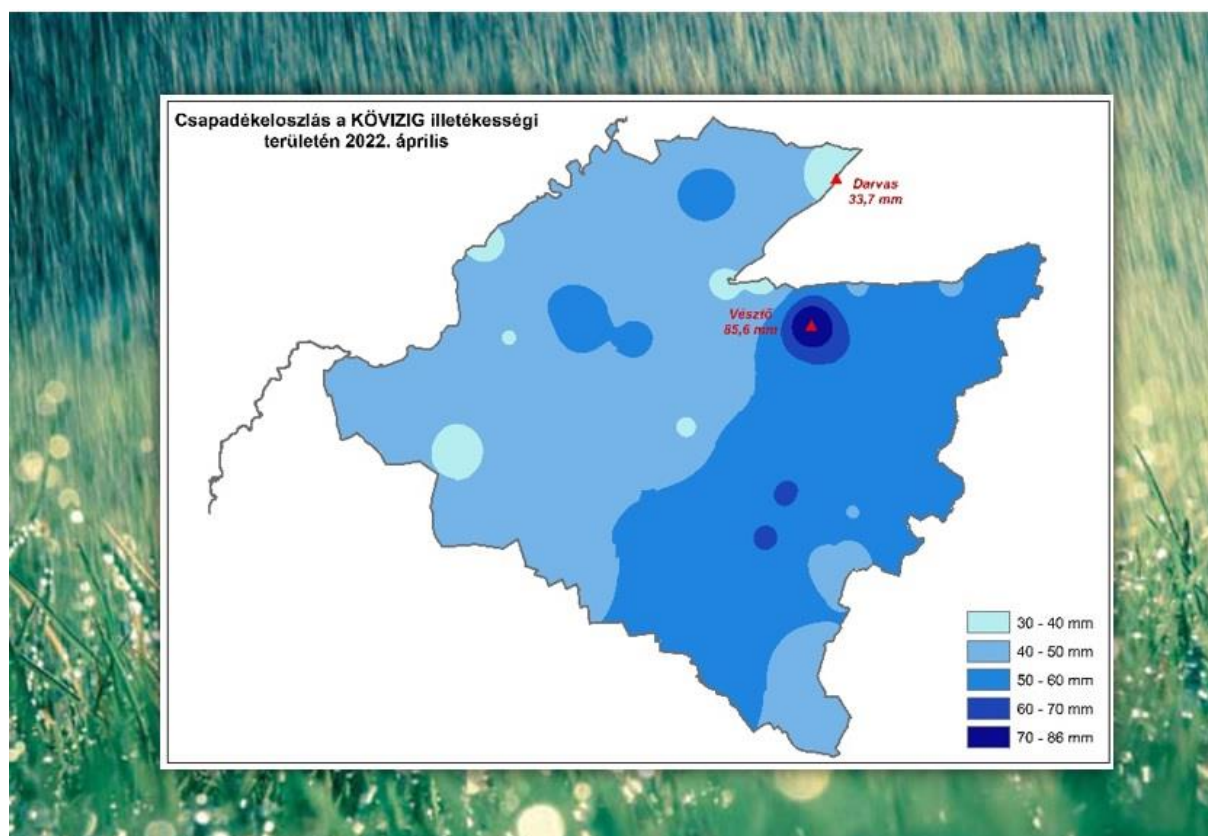 Csapadékeloszlás a KÖVIZIG illetékességi
területén 2022. április
Darvas
33,7 mm
Vésztő
85,6 mm
30 - 40 mm
40 - 50 mm
50 - 60 mm
60 - 70 mm
70 - 86 mm